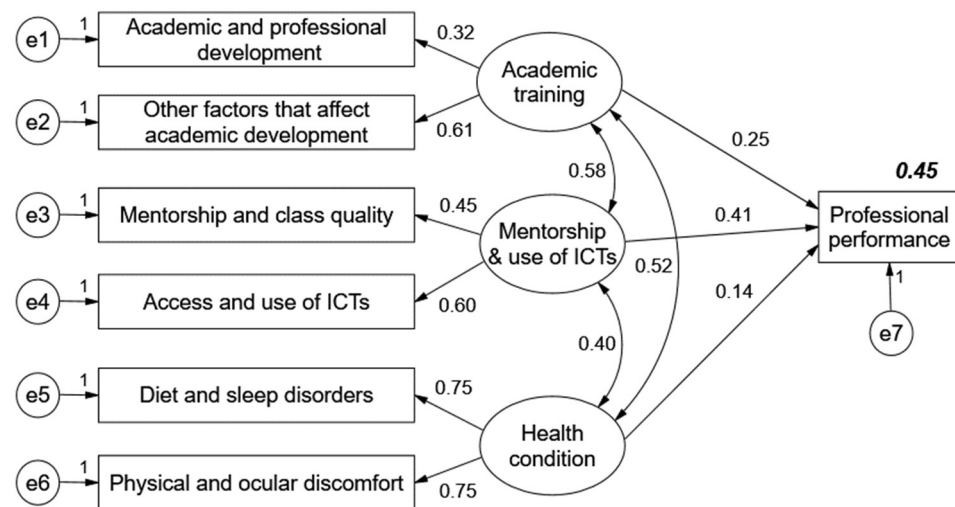 e1
1
Academic and professional
development
0.32
Academic
training
e2
1
Other factors that affect
academic development
0.61
0.25
0.58
0.45
e3
1
Mentorship and class quality
0.45
Mentorship
& use of ICTs
0.41
Professional
performance
0.52
e4
1
Access and use of ICTs
0.60
0.14
1
e7
0.40
e5
1
Diet and sleep disorders
0.75
Health
condition
e6
1
Physical and ocular discomfort
0.75